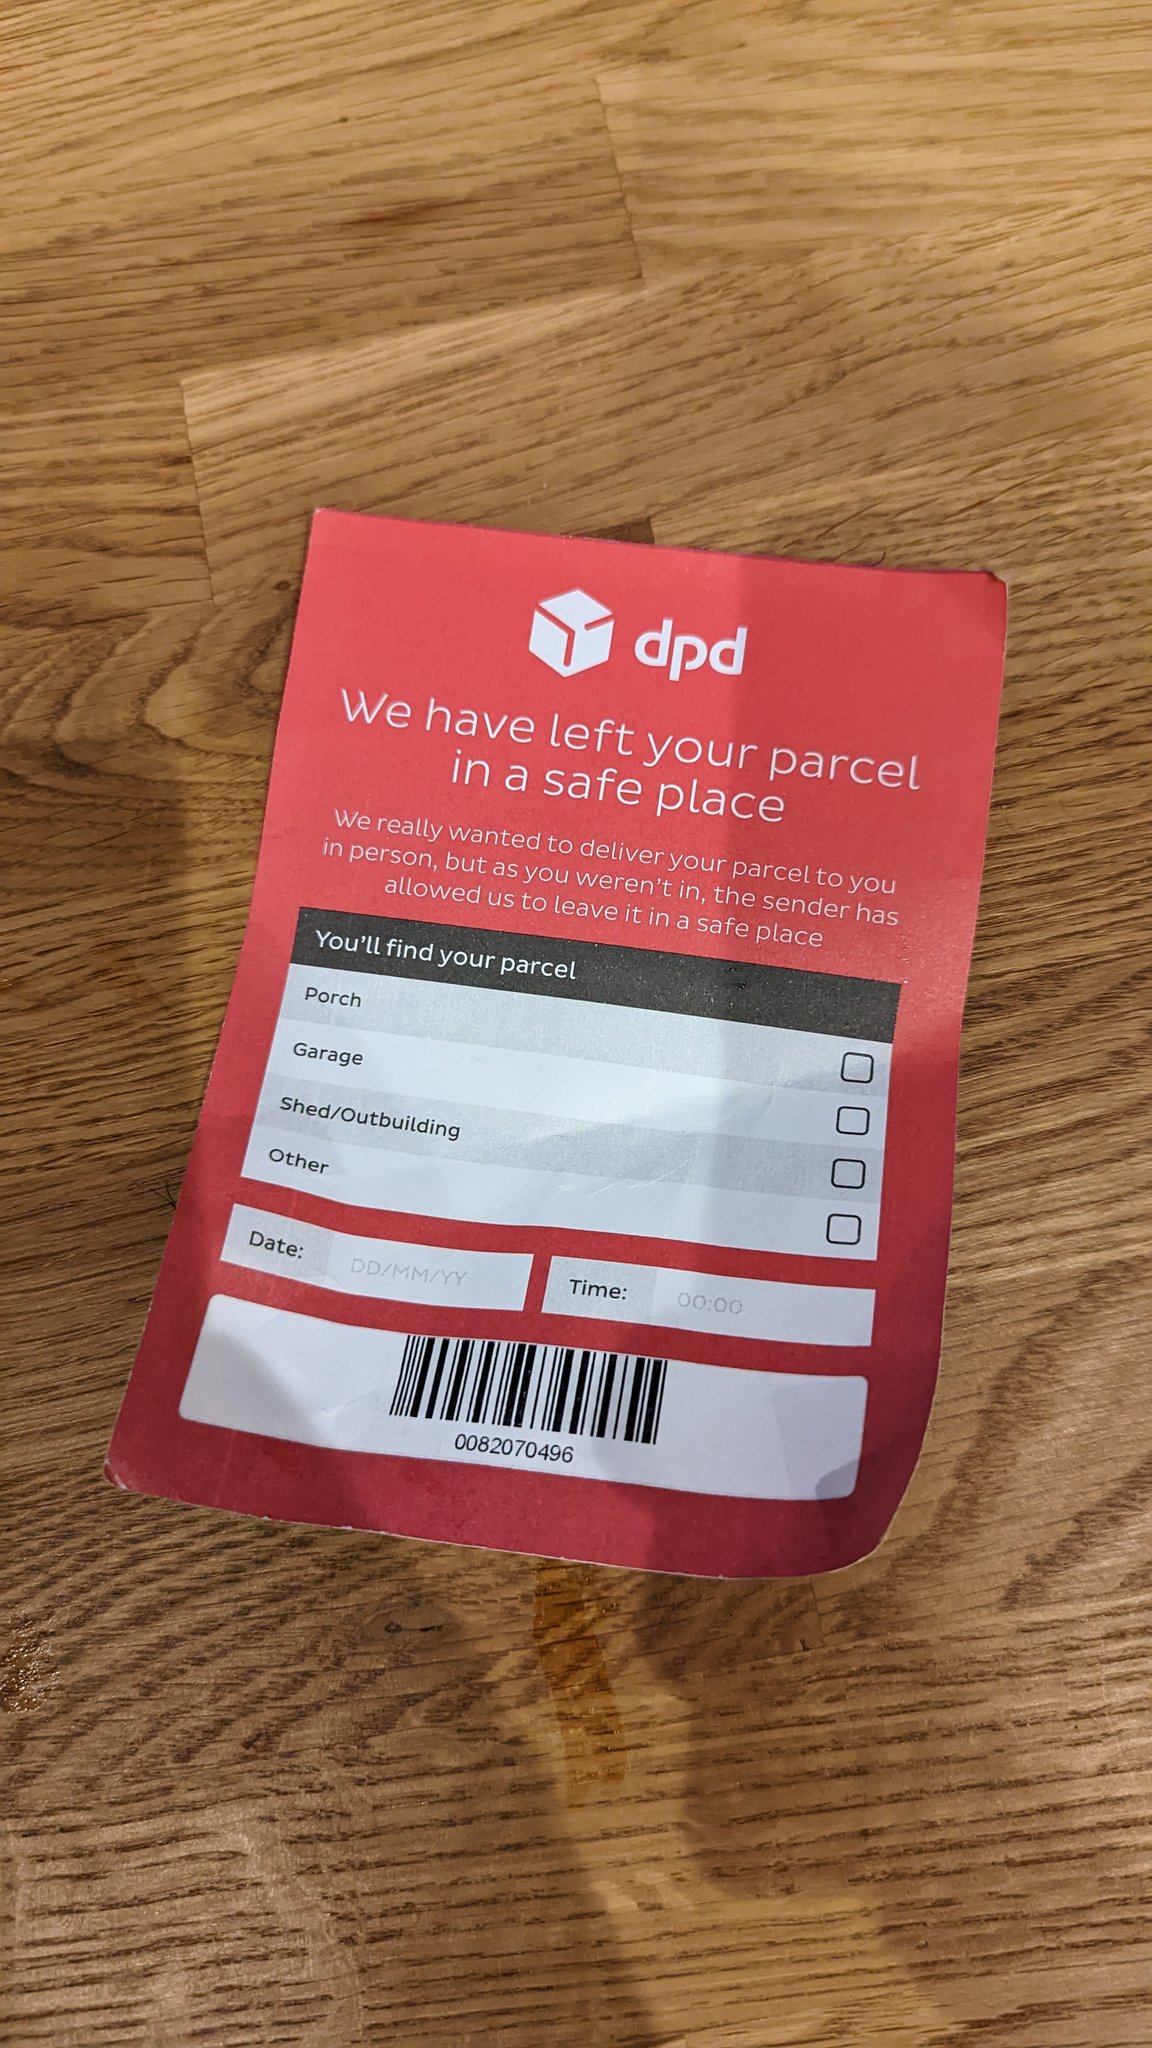 dpd
We have left your parcel
in a safe place
We really wanted to deliver your parcel to you
in person, but as you weren't in, the sender has
allowed us to leave it in a safe place
You'll find your parcel
Porch
Garage
Shed/Outbuilding
Other
Date: DD/MM/YY Time: 00:00
0082070496